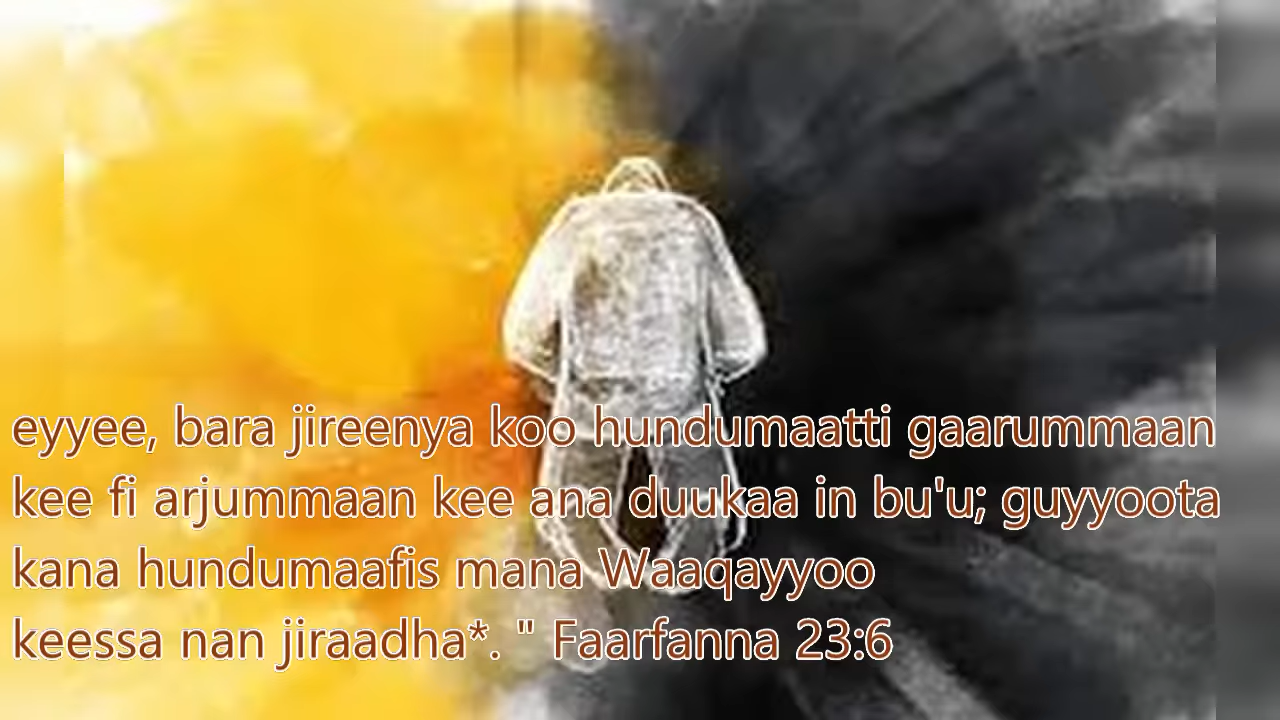 eyyee, bara jireenya koo hundumaatti gaarummaan
kee fi arjummaan kee ana duukaa in bu'u; guyyoota
kana hundumaafis mana Waaqayyoo
keessa nan jiraadha*. " Faarfanna 23:6